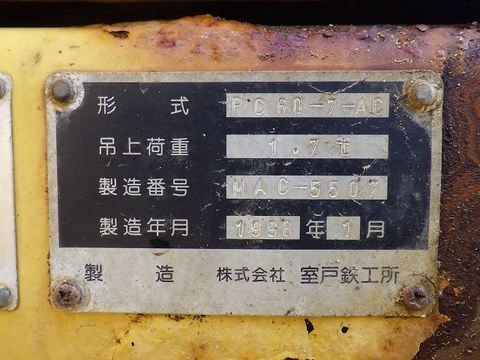 形式 PC60-7-AC
吊上荷重 1.7t
製造番号 MAC-5507
製造年月 1998年1月
製造 株式会社 室戸鉄工所